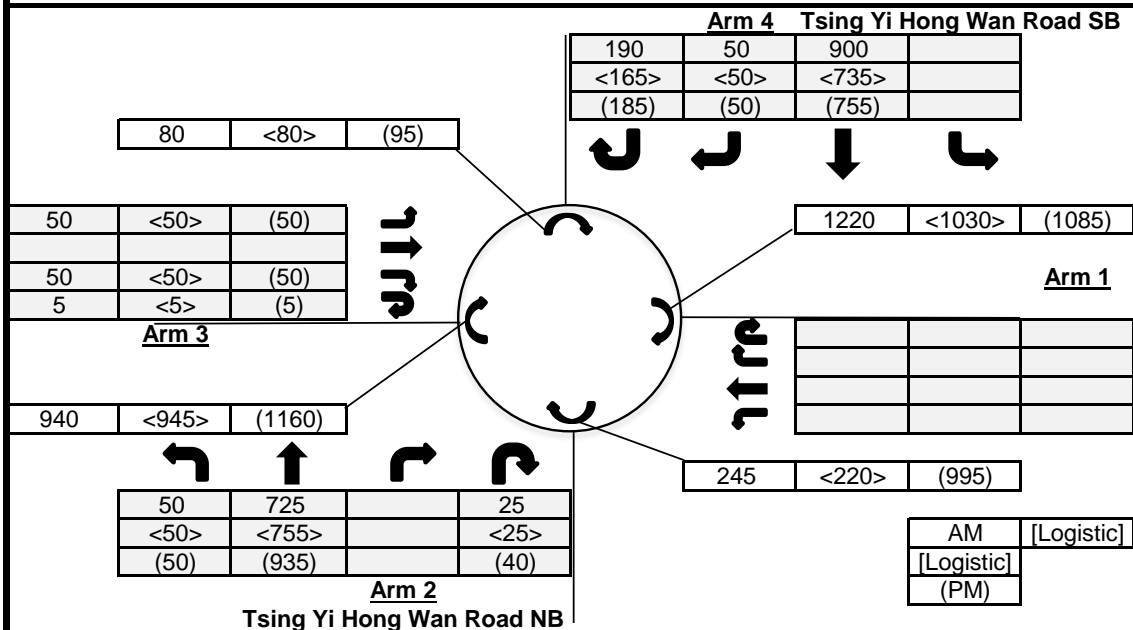 Arm 4 Tsing Yi Hong Wan Road SB
190 50 900
<165> <50> <735>
(185) (50) (755)
80 <80> (95)
50 <50> (50)
50 <50> (50)
5 <5> (5)
Arm 3
1220 <1030> (1085)
Arm 1
940 <945> (1160)
245 <220> (995)
50 725 25
<50> <755> <25>
(50) (935) (40)
Arm 2
Tsing Yi Hong Wan Road NB
AM [Logistic]
[Logistic]
(PM)